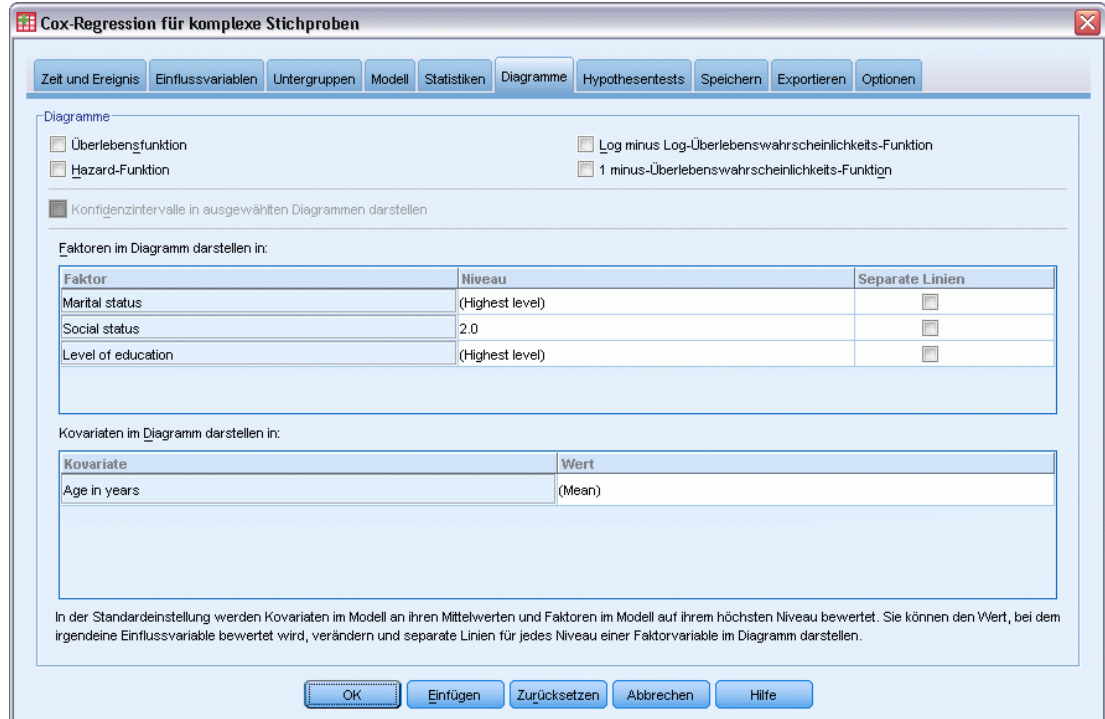 Cox-Regression für komplexe Stichproben
Zeit und Ereignis Einflussvariablen Untergruppen Modell Statistiken Diagramme Hypothesentests Speichern Exportieren Optionen
Diagramme
Überlebensfunktion
Log minus Log-Überlebenswahrscheinlichkeits-Funktion
Hazard-Funktion
1 minus-Überlebenswahrscheinlichkeits-Funktion
Konfidenzintervalle in ausgewählten Diagrammen darstellen
Faktoren im Diagramm darstellen in:
Faktor Niveau Separate Linien
Marital status (Highest level)
Social status 2.0
Level of education (Highest level)
Kovariaten im Diagramm darstellen in:
Kovariate Wert
Age in years (Mean)
In der Standardeinstellung werden Kovariaten im Modell an ihren Mittelwerten und Faktoren im Modell auf ihrem höchsten Niveau bewertet. Sie können den Wert, bei dem
irgendeine Einflussvariable bewertet wird, verändern und separate Linien für jedes Niveau einer Faktorvariable im Diagramm darstellen.
OK Einfügen Zurücksetzen Abbrechen Hilfe